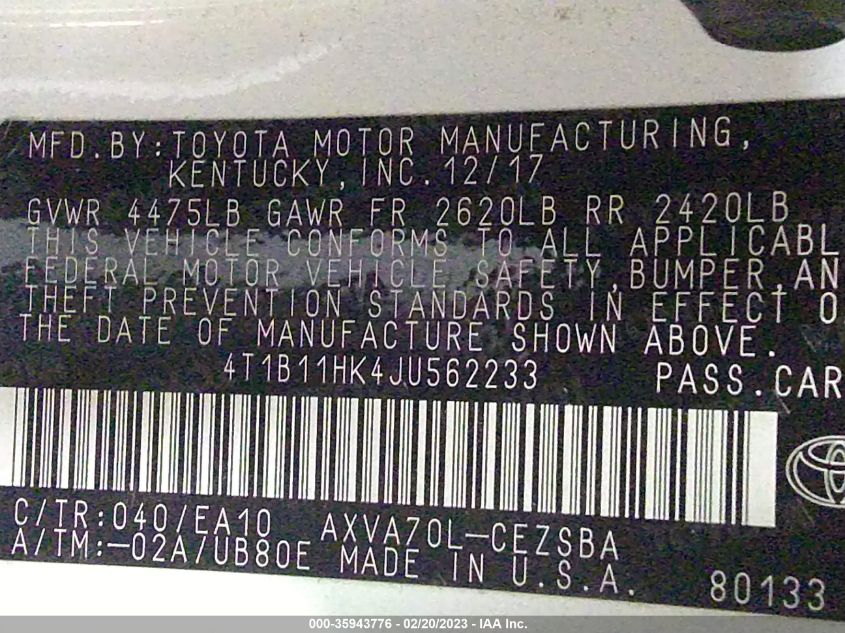 MFD.BY:TOYOTA MOTOR MANUFACTURING,
KENTUCKY,INC.12/17
GVWR 4475LB GAWR FR 2620LB RR 2420LB
THIS VEHICLE CONFORMS TO ALL APPLICABL
FEDERAL MOTOR VEHICLE SAFETY,BUMPER,AN
THEFT PREVENTION STANDARDS IN EFFECT O
THE DATE OF MANUFACTURE SHOWN ABOVE.
4T1B11HK4JU562233 PASS.CAR
C/TR:040/EA10 AXVA70L-CEZSBA
A/TM:-02A/UB80E MADE IN U.S.A. 80133
000-35943776 - 02/20/2023 - IAA Inc.